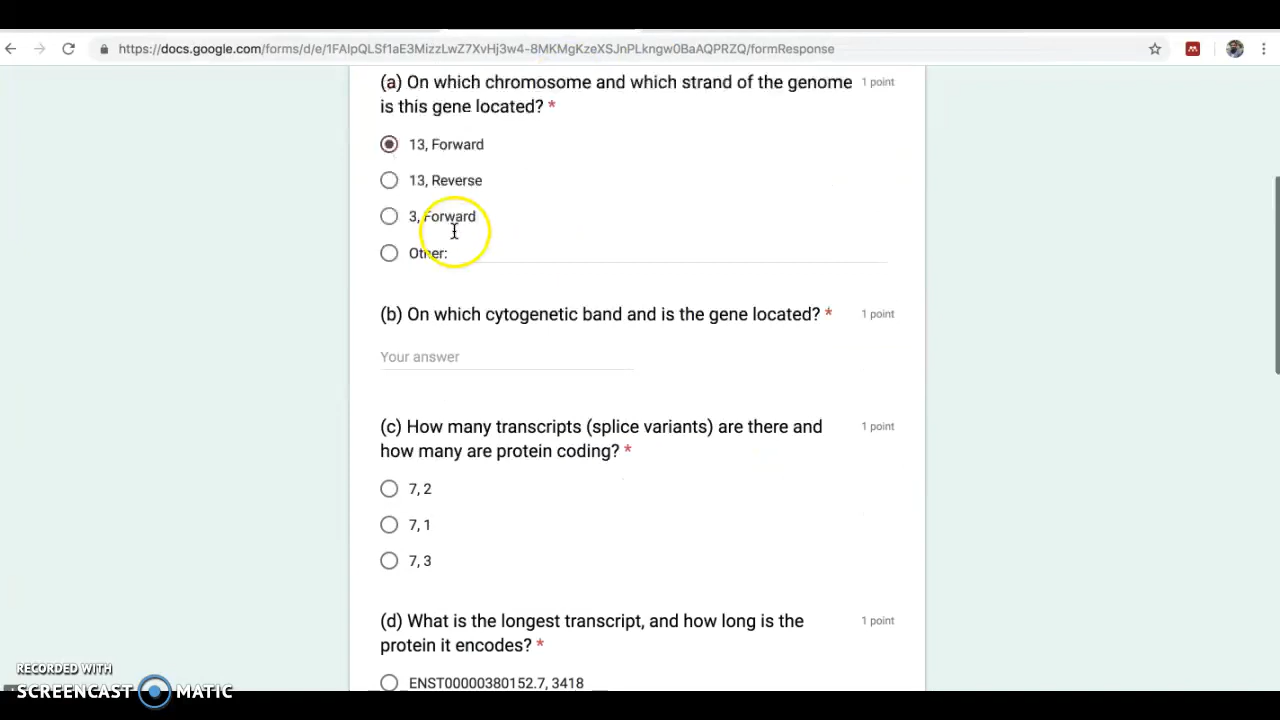 https://docs.google.com/forms/d/e/1FAIpQLSf1aE3MizzLwZ7XvHj3w4-8MKMgKzeXSJnPLkngw0BaAQPRZQ/formResponse
(a) On which chromosome and which strand of the genome is this gene located? * 1 point
13, Forward
13, Reverse
3, Forward
Other:
(b) On which cytogenetic band and is the gene located? * 1 point
Your answer
(c) How many transcripts (splice variants) are there and 1 point
how many are protein coding? *
7, 2
7, 1
7, 3
(d) What is the longest transcript, and how long is the 1 point
protein it encodes? *
ENST00000380152.7, 3418
RECORDED WITH
SCREENCAST MATIC